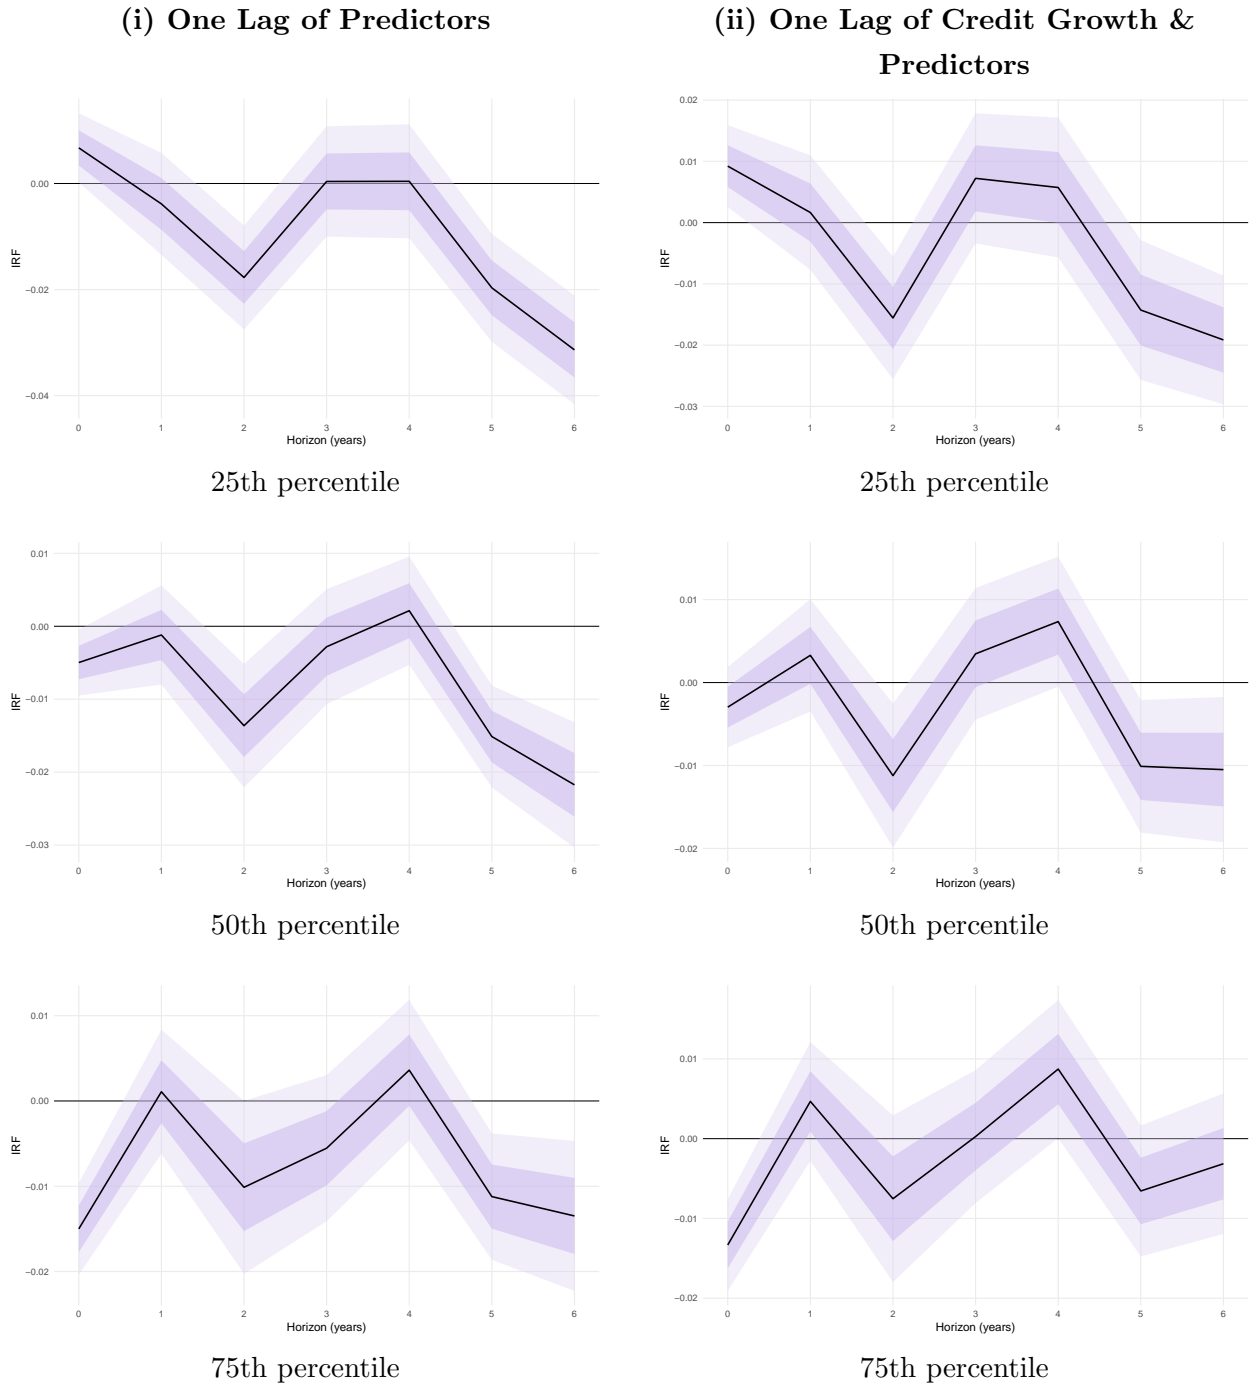 (i) One Lag of Predictors
(ii) One Lag of Credit Growth &
Predictors
0.00
−0.02
−0.04
IRF
0 1 2 3 4 5 6
Horizon (years)
25th percentile
0.02
0.01
0.00
−0.01
−0.02
−0.03
IRF
0 1 2 3 4 5 6
Horizon (years)
25th percentile
0.01
0.00
−0.01
−0.02
−0.03
IRF
0 1 2 3 4 5 6
Horizon (years)
50th percentile
0.01
0.00
−0.01
−0.02
IRF
0 1 2 3 4 5 6
Horizon (years)
50th percentile
0.01
0.00
−0.01
−0.02
IRF
0 1 2 3 4 5 6
Horizon (years)
75th percentile
0.01
0.00
−0.01
−0.02
IRF
0 1 2 3 4 5 6
Horizon (years)
75th percentile